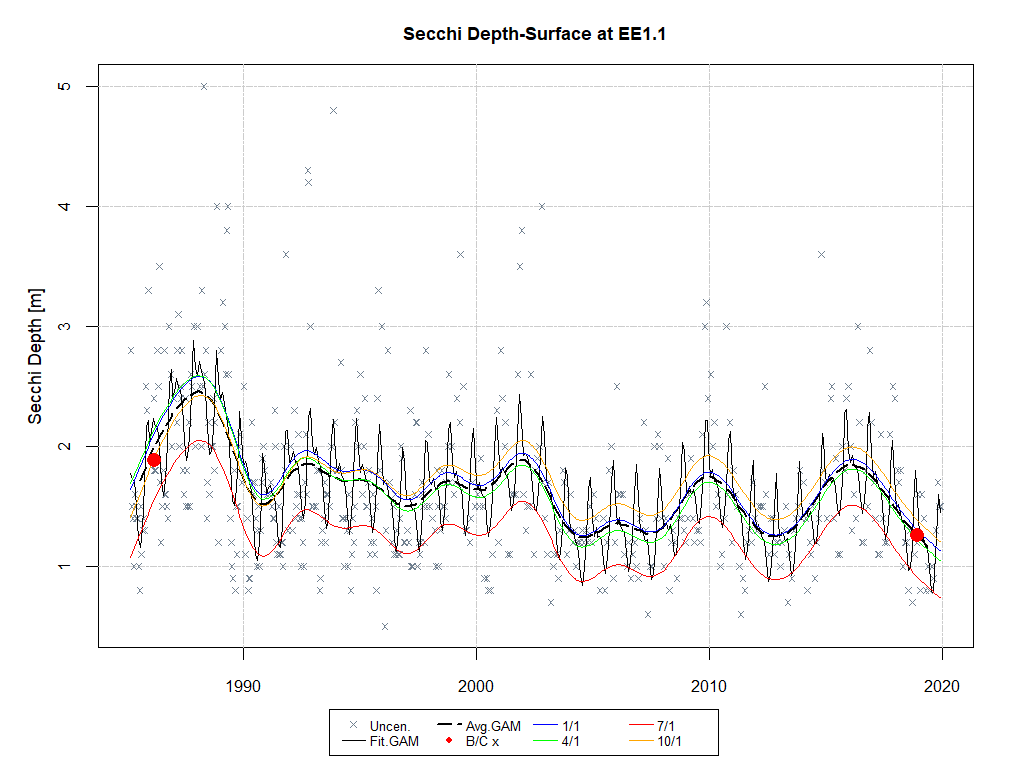 Secchi Depth-Surface at EE1.1
Secchi Depth [m]
5
4
3
2
1
1990 2000 2010 2020
Uncen. Avg.GAM 1/1 7/1
Fit.GAM B/C x 4/1 10/1